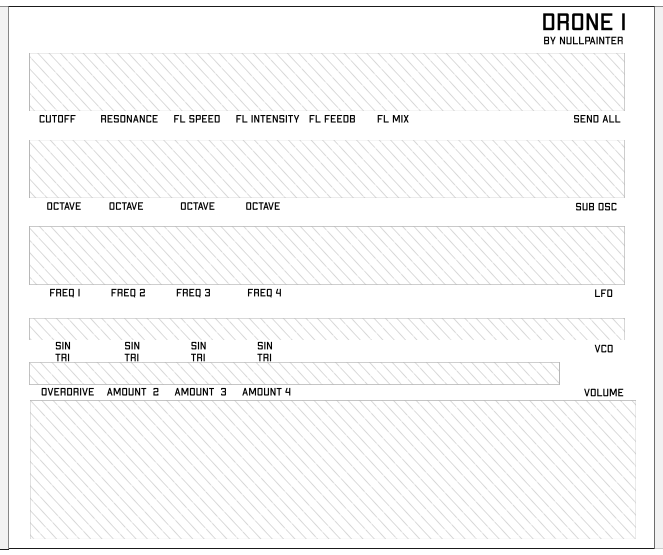 DRONE I
BY NULLPAINTER
CUTOFF RESONANCE FL SPEED FL INTENSITY FL FEEDB FL MIX SEND ALL
OCTAVE OCTAVE OCTAVE OCTAVE SUB OSC
FREQ 1 FREQ 2 FREQ 3 FREQ 4 LFO
SIN SIN SIN SIN VCO
TRI TRI TRI TRI
OVERDRIVE AMOUNT 2 AMOUNT 3 AMOUNT 4 VOLUME